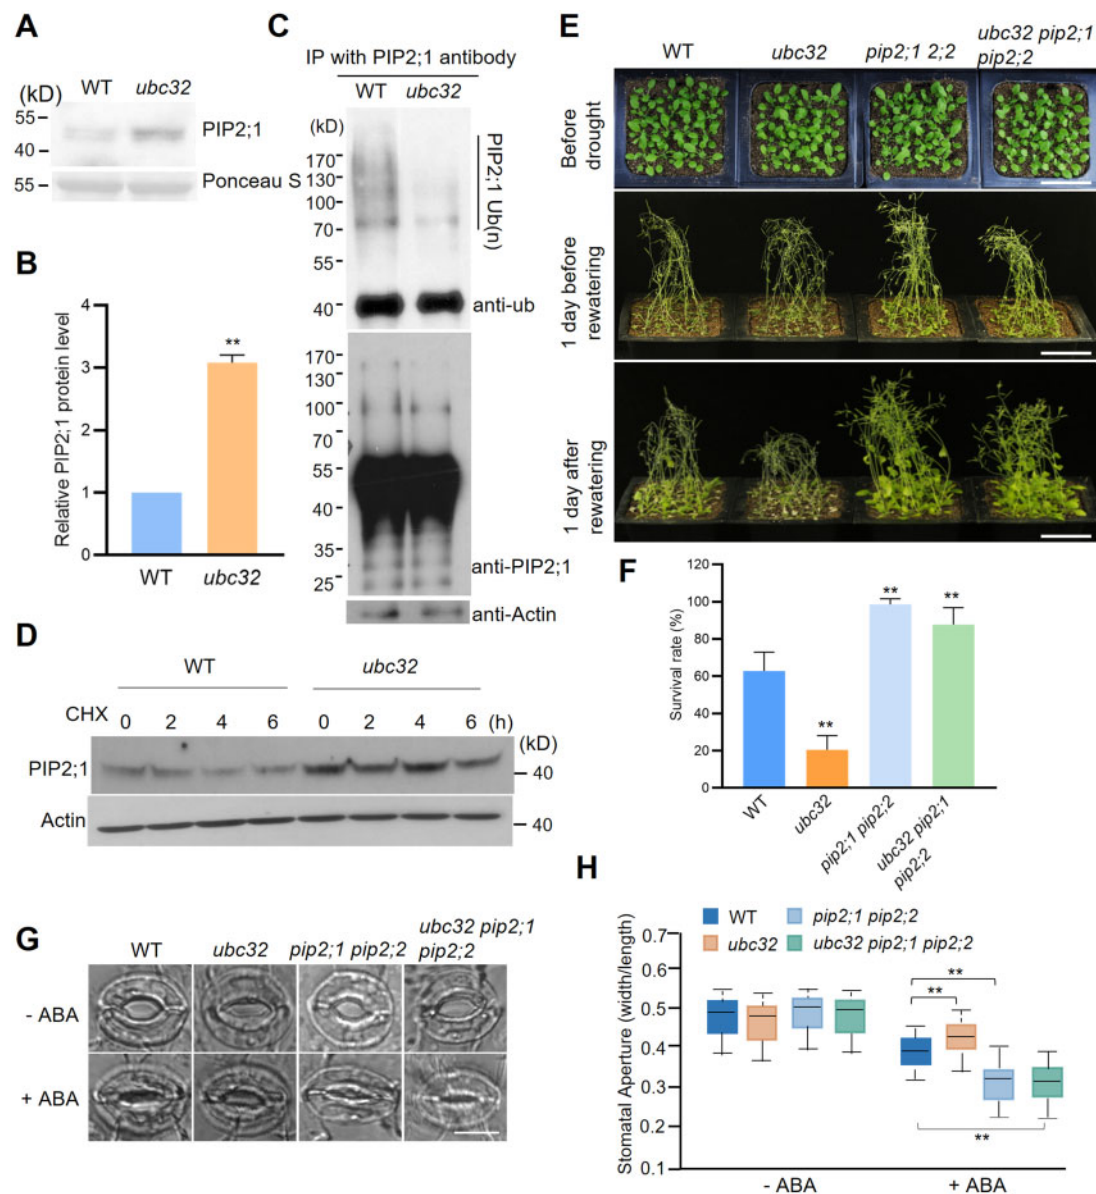 A
WT ubc32
(kD)
55
40
PIP2;1
55
Ponceau S
B
Relative PIP2;1 protein level
4
3
2
1
0
**
WT
ubc32
C
IP with PIP2;1 antibody
WT ubc32
(kD)
170
130
100
70
55
40
PIP2;1 Ub(n)
anti-ub
170
130
100
70
55
40
35
25
anti-PIP2;1
anti-Actin
D
WT ubc32
CHX 0 2 4 6 0 2 4 6 (h)
(kD)
PIP2;1 40
Actin 40
E
WT ubc32 pip2;1 2;2 ubc32 pip2;1
pip2;2
Before
drought
1 day before
rewatering
1 day after
rewatering
F
Survival rate (%)
120
100
80
60
40
20
0
**
**
**
WT
ubc32
pip2;1 pip2;2
ubc32 pip2;1
pip2;2
G
WT ubc32 pip2;1 pip2;2 ubc32 pip2;1
pip2;2
- ABA
+ ABA
H
WT pip2;1 pip2;2
ubc32 ubc32 pip2;1 pip2;2
Stomatal Aperture (width/length)
0.7
0.6
0.5
0.4
0.3
0.2
0.1
**
**
**
- ABA + ABA